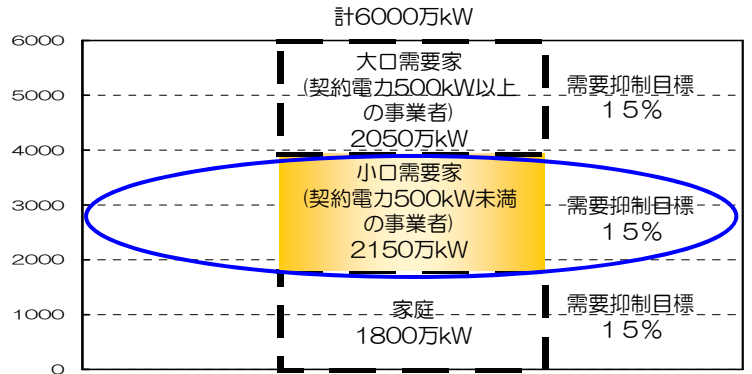 計6000万kW
6000
5000
4000
3000
2000
1000
0
大口需要家
(契約電力500kW以上
の事業者)
2050万kW
需要抑制目標
１５％
小口需要家
(契約電力500kW未満
の事業者)
2150万kW
需要抑制目標
１５％
家庭
1800万kW
需要抑制目標
１５％